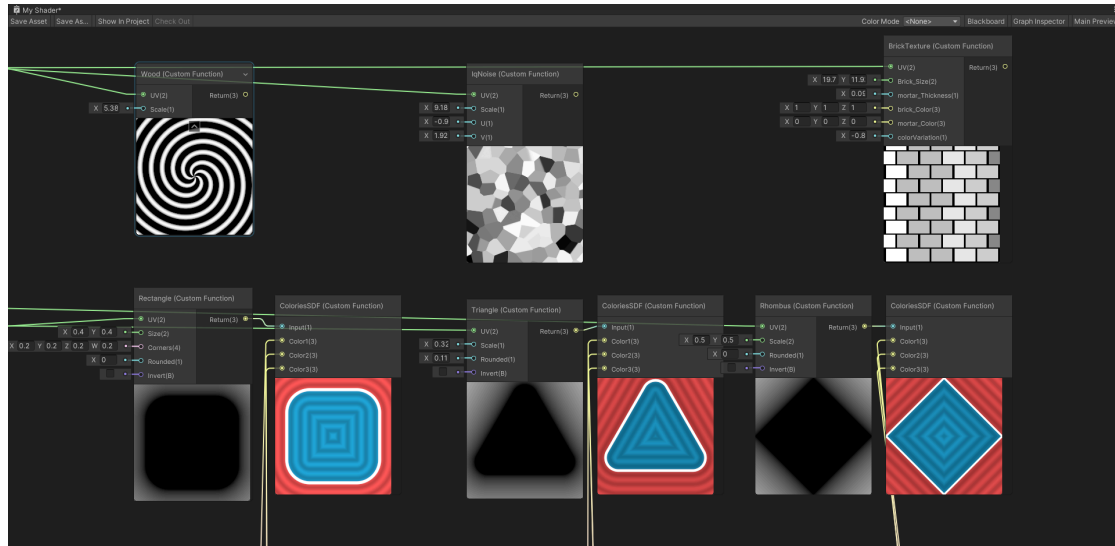 My Shader*
Save Asset Save As... Show In Project Check Out Color Mode <None> Blackboard Graph Inspector Main Preview
BrickTexture (Custom Function)
UV(2) Return(3)
X 19.7 Y 11.9 Brick_Size(2)
X 0.01 mortar_Thickness(1)
X 1 Y 1 Z 1 brick_Color(3)
X 0 Y 0 Z 0 mortar_Color(3)
X -0.8 colorVariation(1)
Wood (Custom Function)
UV(2) Return(3)
X 5.38 Scale(1)
IqNoise (Custom Function)
UV(2) Return(3)
X 9.18 Scale(1)
X -0.9 U(1)
X 1.92 V(1)
Rectangle (Custom Function)
UV(2) Return(3)
X 0.4 Y 0.4 Size(2)
X 0.2 Y 0.2 Z 0.2 W 0.2 Corners(4)
X 0 Rounded(1)
Invert(B)
ColoriesSDF (Custom Function)
Input(1)
Color1(3)
Color2(3)
Color3(3)
Triangle (Custom Function)
UV(2) Return(3)
X 0.32 Scale(1)
X 0.11 Rounded(1)
Invert(B)
ColoriesSDF (Custom Function)
Input(1)
Color1(3)
Color2(3)
Color3(3)
Rhombus (Custom Function)
UV(2) Return(3)
X 0.5 Y 0.5 Scale(2)
X 0 Rounded(1)
Invert(B)
ColoriesSDF (Custom Function)
Input(1)
Color1(3)
Color2(3)
Color3(3)